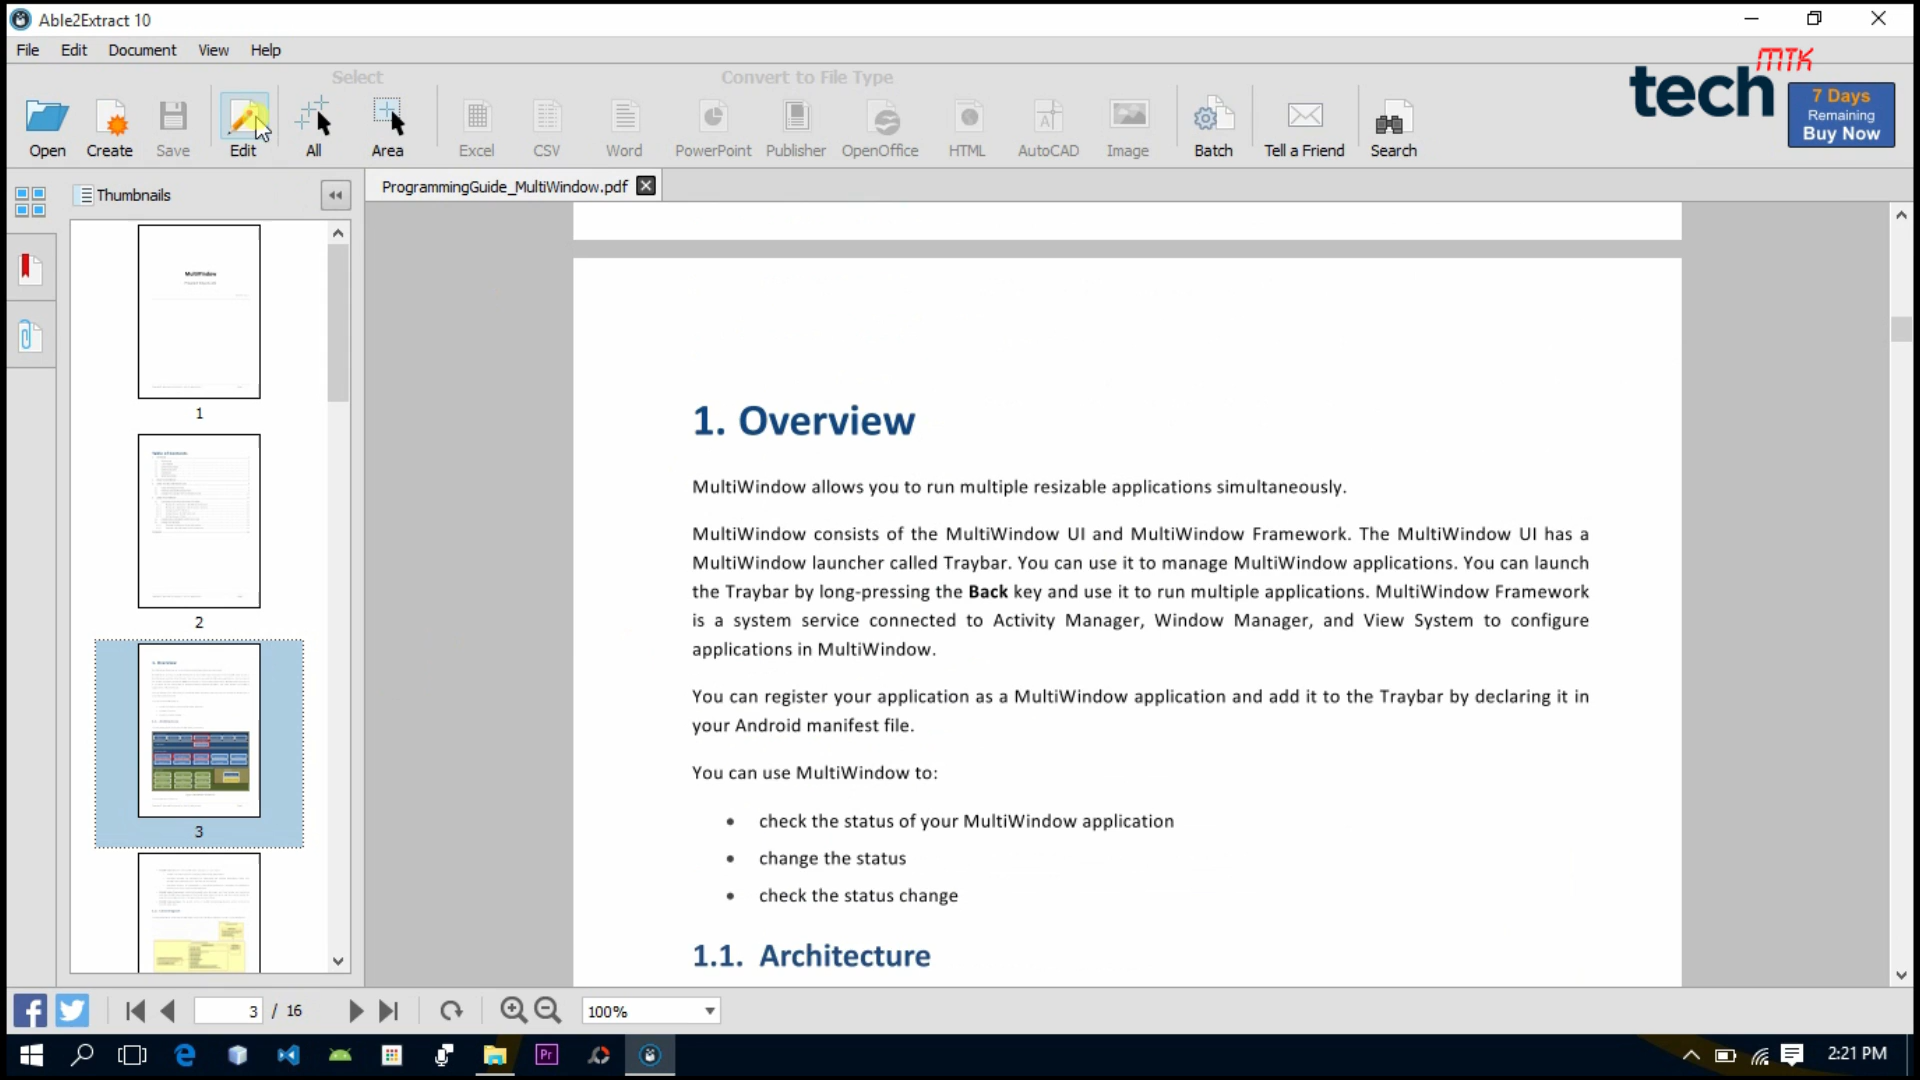 Able2Extract 10
File Edit Document View Help
Select
Convert to File Type
MTK
tech
7 Days
Remaining
Buy Now
Open Create Save Edit All Area Excel CSV Word PowerPoint Publisher OpenOffice HTML AutoCAD Image Batch Tell a Friend Search
Thumbnails
ProgrammingGuide_MultiWindow.pdf
MultiWindow
1
2
3
1. Overview
MultiWindow allows you to run multiple resizable applications simultaneously.
MultiWindow consists of the MultiWindow UI and MultiWindow Framework. The MultiWindow UI has a
MultiWindow launcher called Traybar. You can use it to manage MultiWindow applications. You can launch
the Traybar by long-pressing the Back key and use it to run multiple applications. MultiWindow Framework
is a system service connected to Activity Manager, Window Manager, and View System to configure
applications in MultiWindow.
You can register your application as a MultiWindow application and add it to the Traybar by declaring it in
your Android manifest file.
You can use MultiWindow to:
• check the status of your MultiWindow application
• change the status
• check the status change
1.1. Architecture
3 / 16
100%
Pr
2:21 PM